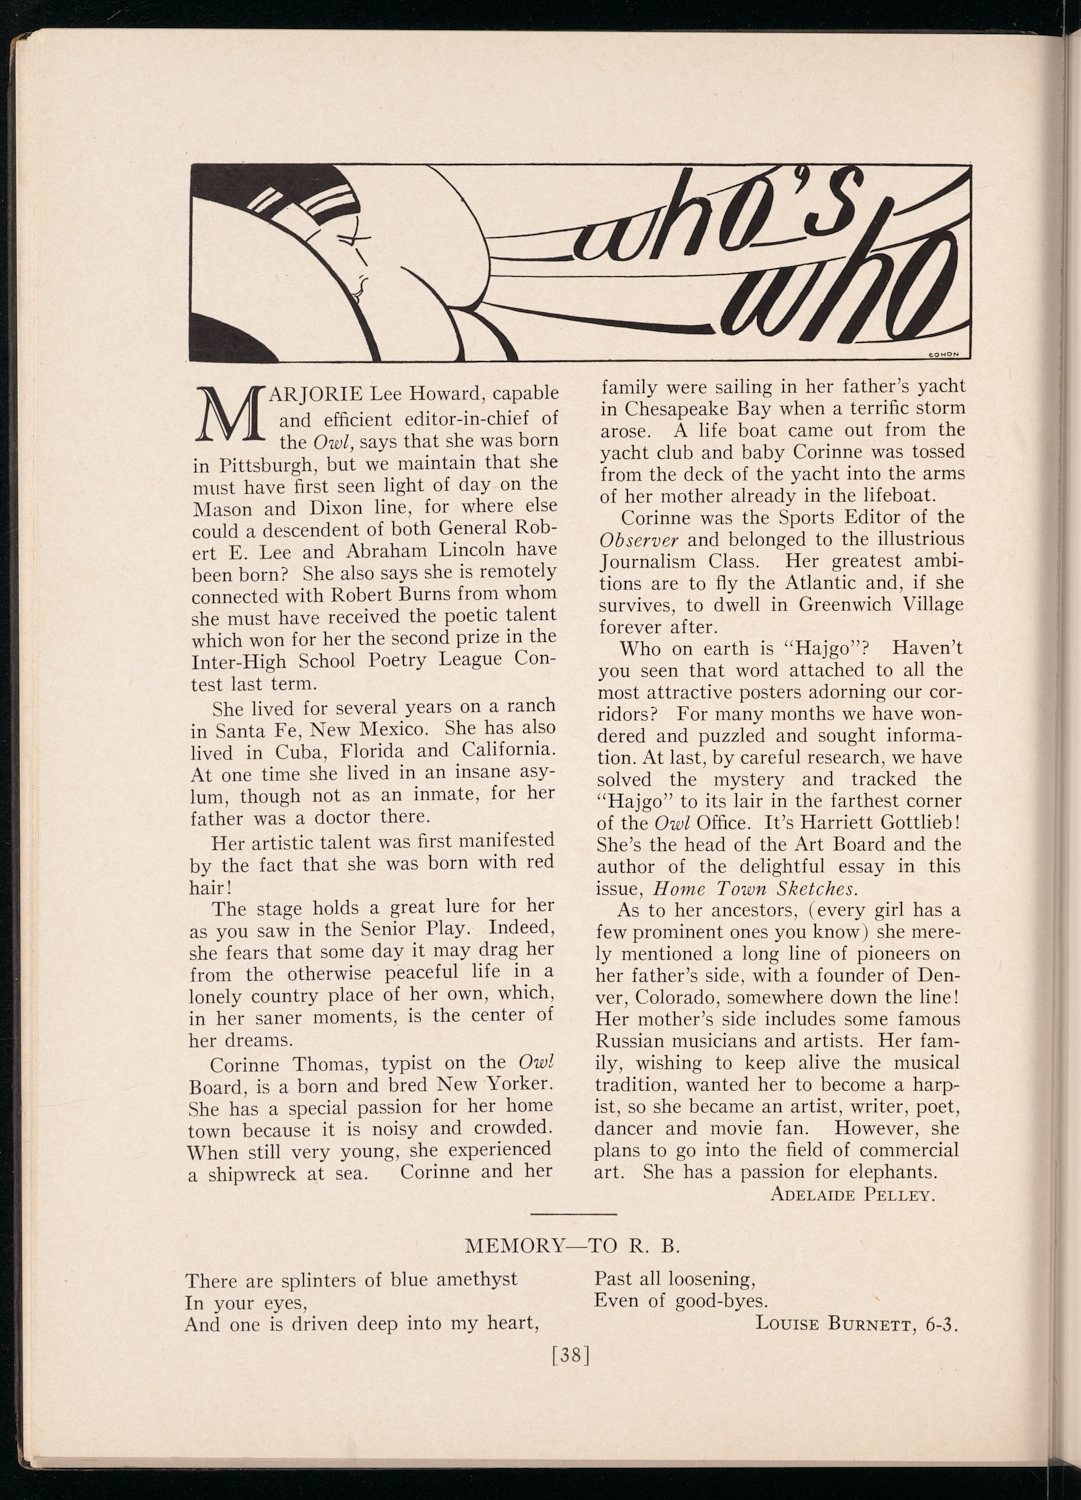 who's
who
COHON
MARJORIE Lee Howard, capable
and efficient editor-in-chief of
the Owl, says that she was born
in Pittsburgh, but we maintain that she
must have first seen light of day on the
Mason and Dixon line, for where else
could a descendent of both General Rob-
ert E. Lee and Abraham Lincoln have
been born? She also says she is remotely
connected with Robert Burns from whom
she must have received the poetic talent
which won for her the second prize in the
Inter-High School Poetry League Con-
test last term.
She lived for several years on a ranch
in Santa Fe, New Mexico. She has also
lived in Cuba, Florida and California.
At one time she lived in an insane asy-
lum, though not as an inmate, for her
father was a doctor there.
Her artistic talent was first manifested
by the fact that she was born with red
hair!
The stage holds a great lure for her
as you saw in the Senior Play. Indeed,
she fears that some day it may drag her
from the otherwise peaceful life in a
lonely country place of her own, which,
in her saner moments, is the center of
her dreams.
Corinne Thomas, typist on the Owl
Board, is a born and bred New Yorker.
She has a special passion for her home
town because it is noisy and crowded.
When still very young, she experienced
a shipwreck at sea. Corinne and her
family were sailing in her father's yacht
in Chesapeake Bay when a terrific storm
arose. A life boat came out from the
yacht club and baby Corinne was tossed
from the deck of the yacht into the arms
of her mother already in the lifeboat.
Corinne was the Sports Editor of the
Observer and belonged to the illustrious
Journalism Class. Her greatest ambi-
tions are to fly the Atlantic and, if she
survives, to dwell in Greenwich Village
forever after.
Who on earth is "Hajgo"? Haven't
you seen that word attached to all the
most attractive posters adorning our cor-
ridors? For many months we have won-
dered and puzzled and sought informa-
tion. At last, by careful research, we have
solved the mystery and tracked the
"Hajgo" to its lair in the farthest corner
of the Owl Office. It's Harriett Gottlieb!
She's the head of the Art Board and the
author of the delightful essay in this
issue, Home Town Sketches.
As to her ancestors, (every girl has a
few prominent ones you know) she mere-
ly mentioned a long line of pioneers on
her father's side, with a founder of Den-
ver, Colorado, somewhere down the line!
Her mother's side includes some famous
Russian musicians and artists. Her fam-
ily, wishing to keep alive the musical
tradition, wanted her to become a harp-
ist, so she became an artist, writer, poet,
dancer and movie fan. However, she
plans to go into the field of commercial
art. She has a passion for elephants.
ADELAIDE PELLEY.
MEMORY—TO R. B.
There are splinters of blue amethyst
In your eyes,
And one is driven deep into my heart,
Past all loosening,
Even of good-byes.
LOUISE BURNETT, 6-3.
[38]